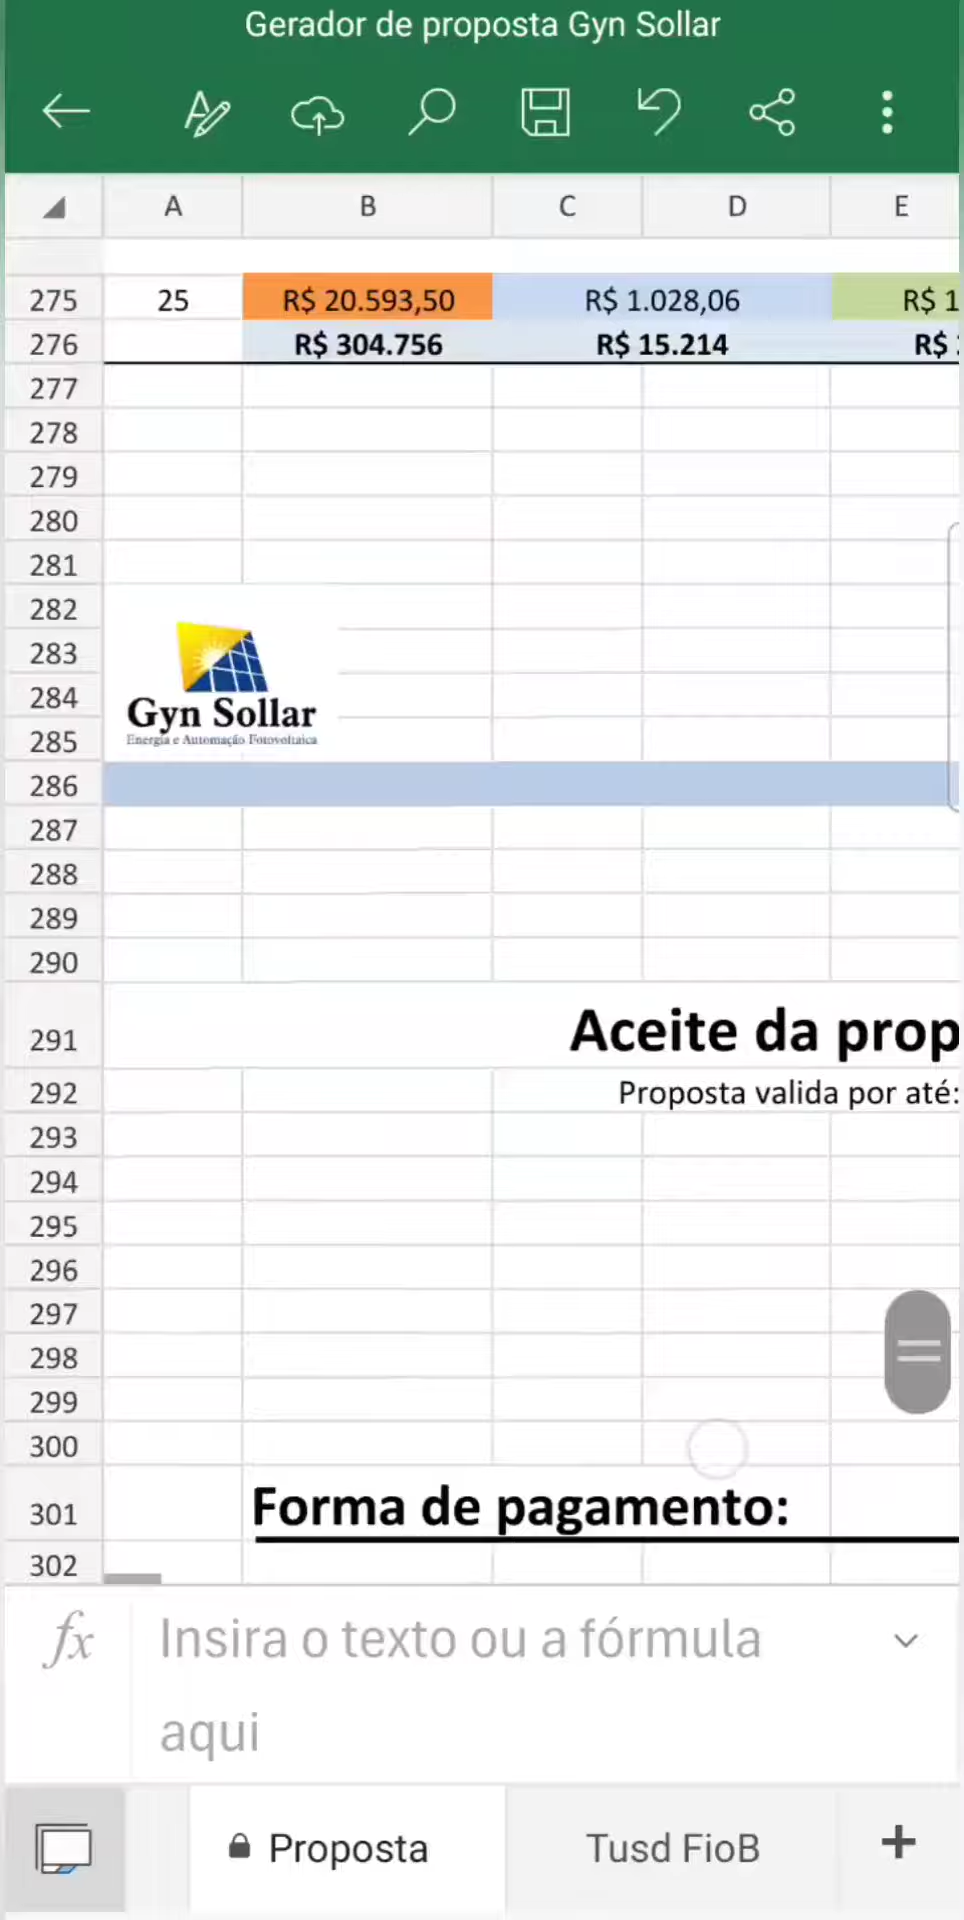 Gerador de proposta Gyn Sollar
A B C D E
275 25 R$ 20.593,50 R$ 1.028,06 R$ 1
276 R$ 304.756 R$ 15.214 R$
277
278
279
280
281
282
283
284
285
Gyn Sollar
Energia e Automação Fotovoltaica
286
287
288
289
290
291 Aceite da prop
292 Proposta valida por até:
293
294
295
296
297
298
299
300
301 Forma de pagamento:
302
fx Insira o texto ou a fórmula
aqui
Proposta Tusd FioB +